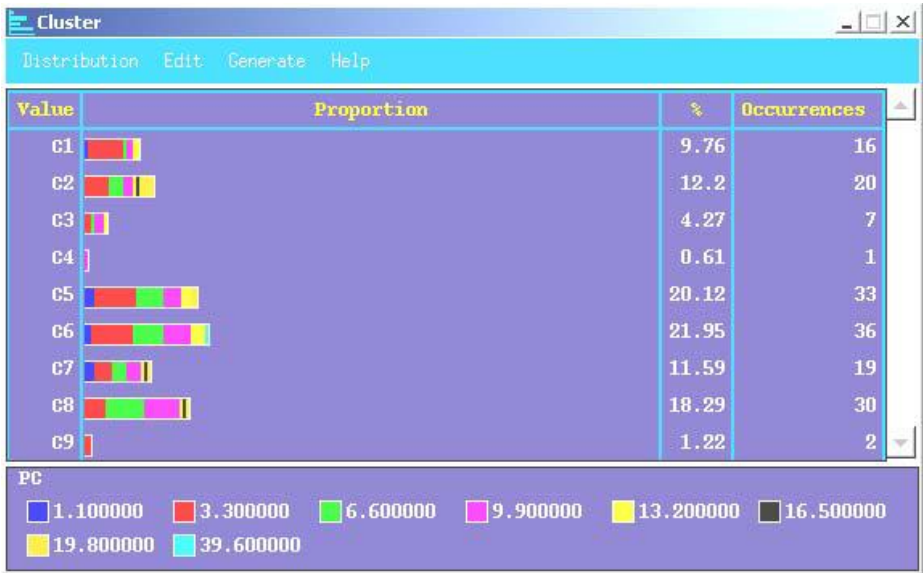 Cluster
Distribution Edit Generate Help
Value Proportion % Occurrences
C1 9.76 16
C2 12.2 20
C3 4.27 7
C4 0.61 1
C5 20.12 33
C6 21.95 36
C7 11.59 19
C8 18.29 30
C9 1.22 2
PC
1.100000 3.300000 6.600000 9.900000 13.200000 16.500000
19.800000 39.600000